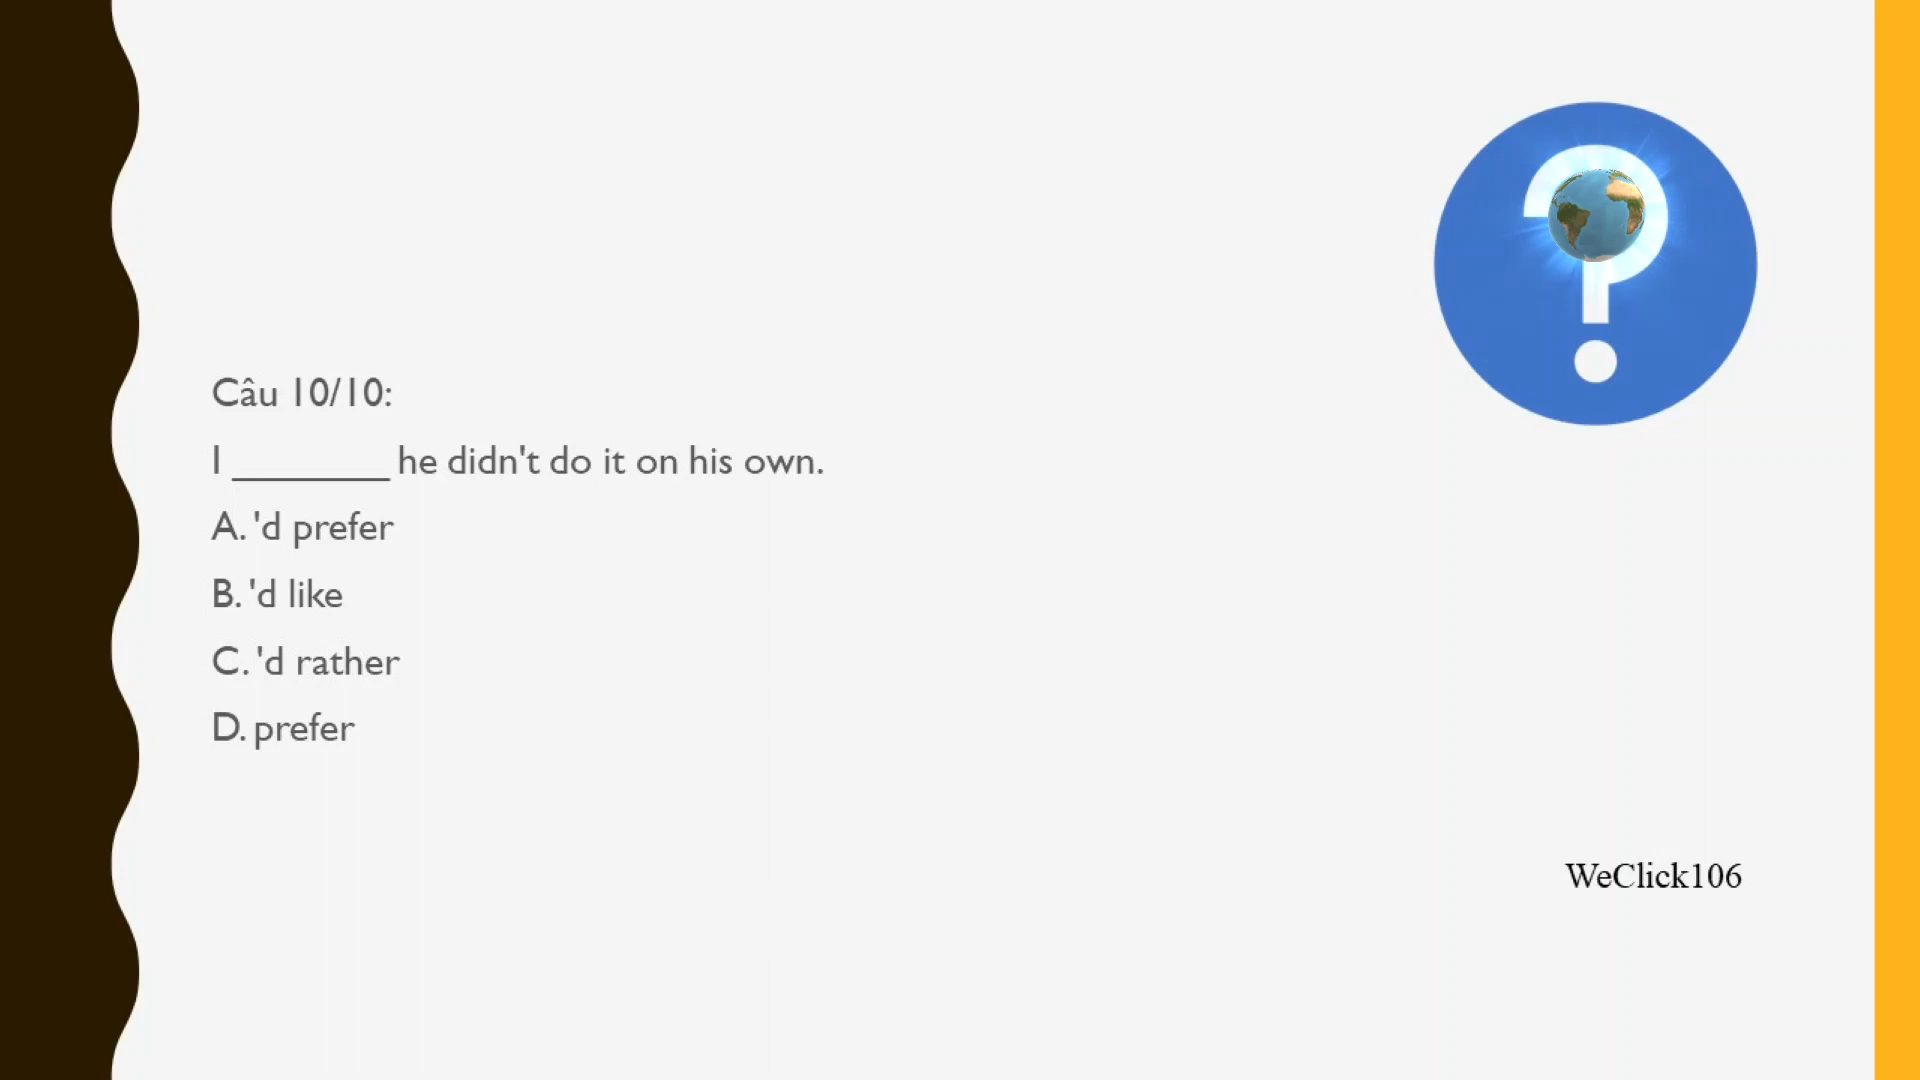 Câu 10/10:
I ________ he didn't do it on his own.
A. 'd prefer
B. 'd like
C. 'd rather
D. prefer
WeClick106